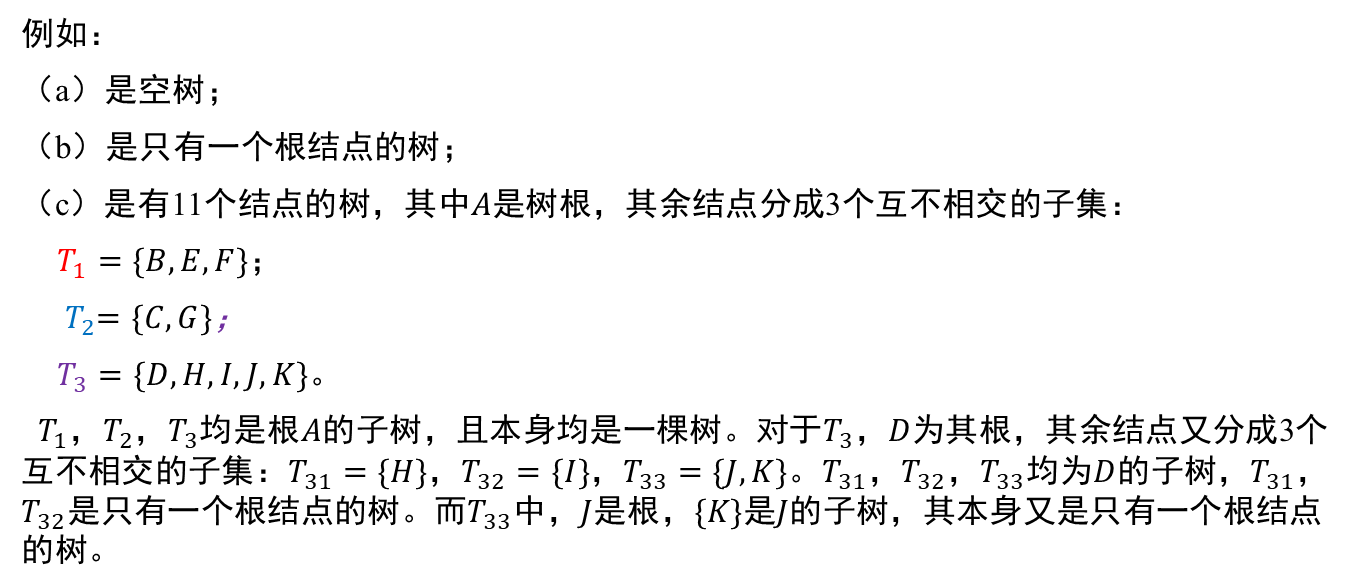 例如：
（a）是空树；
（b）是只有一个根结点的树；
（c）是有11个结点的树，其中A是树根，其余结点分成3个互不相交的子集：
T₁ = {B, E, F}；
T₂= {C, G}；
T₃ = {D, H, I, J, K}。
T₁，T₂，T₃均是根A的子树，且本身均是一棵树。对于T₃，D为其根，其余结点又分成3个
互不相交的子集：T₃₁ = {H}，T₃₂ = {I}，T₃₃ = {J, K}。T₃₁，T₃₂，T₃₃均为D的子树，T₃₁，
T₃₂是只有一个根结点的树。而T₃₃中，J是根，{K}是J的子树，其本身又是只有一个根结点
的树。